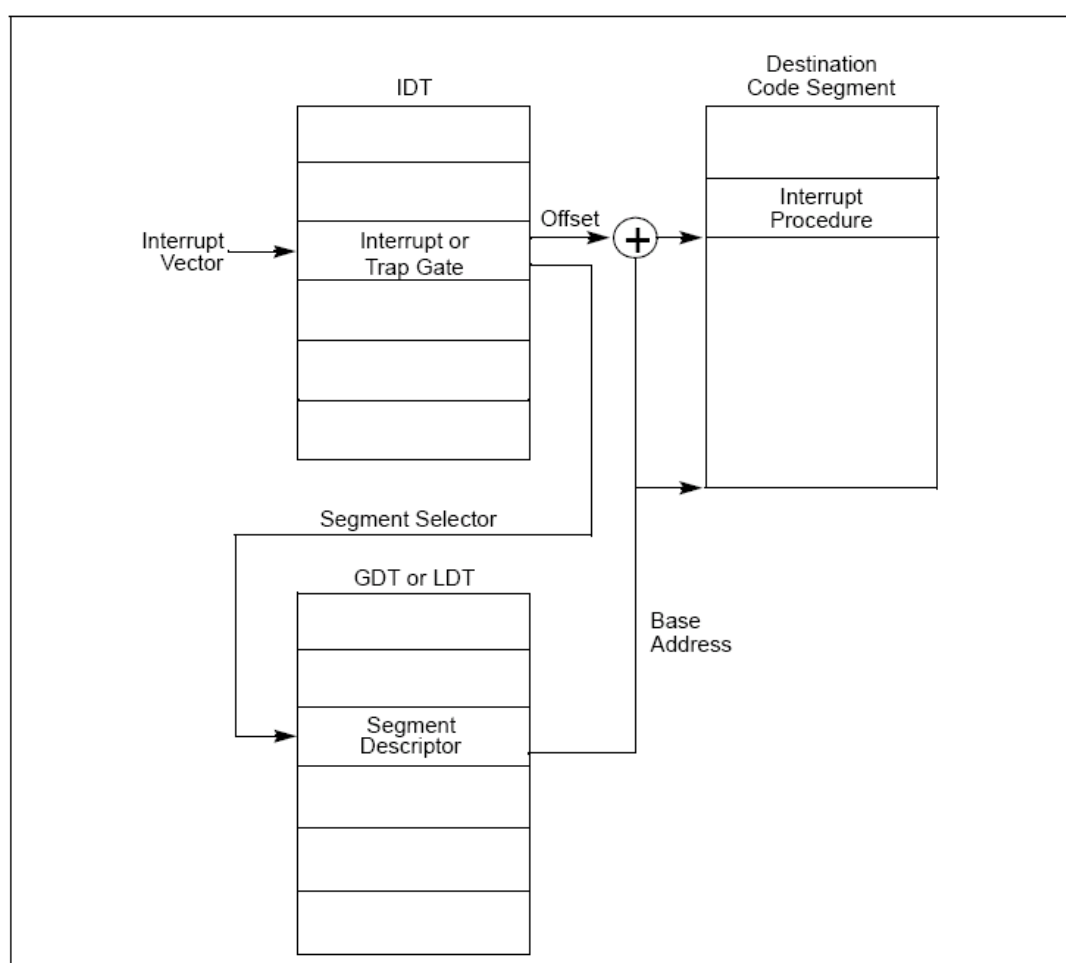 IDT
Destination
Code Segment
Interrupt
Vector
Interrupt or
Trap Gate
Offset
+
Interrupt
Procedure
Segment Selector
GDT or LDT
Base
Address
Segment
Descriptor